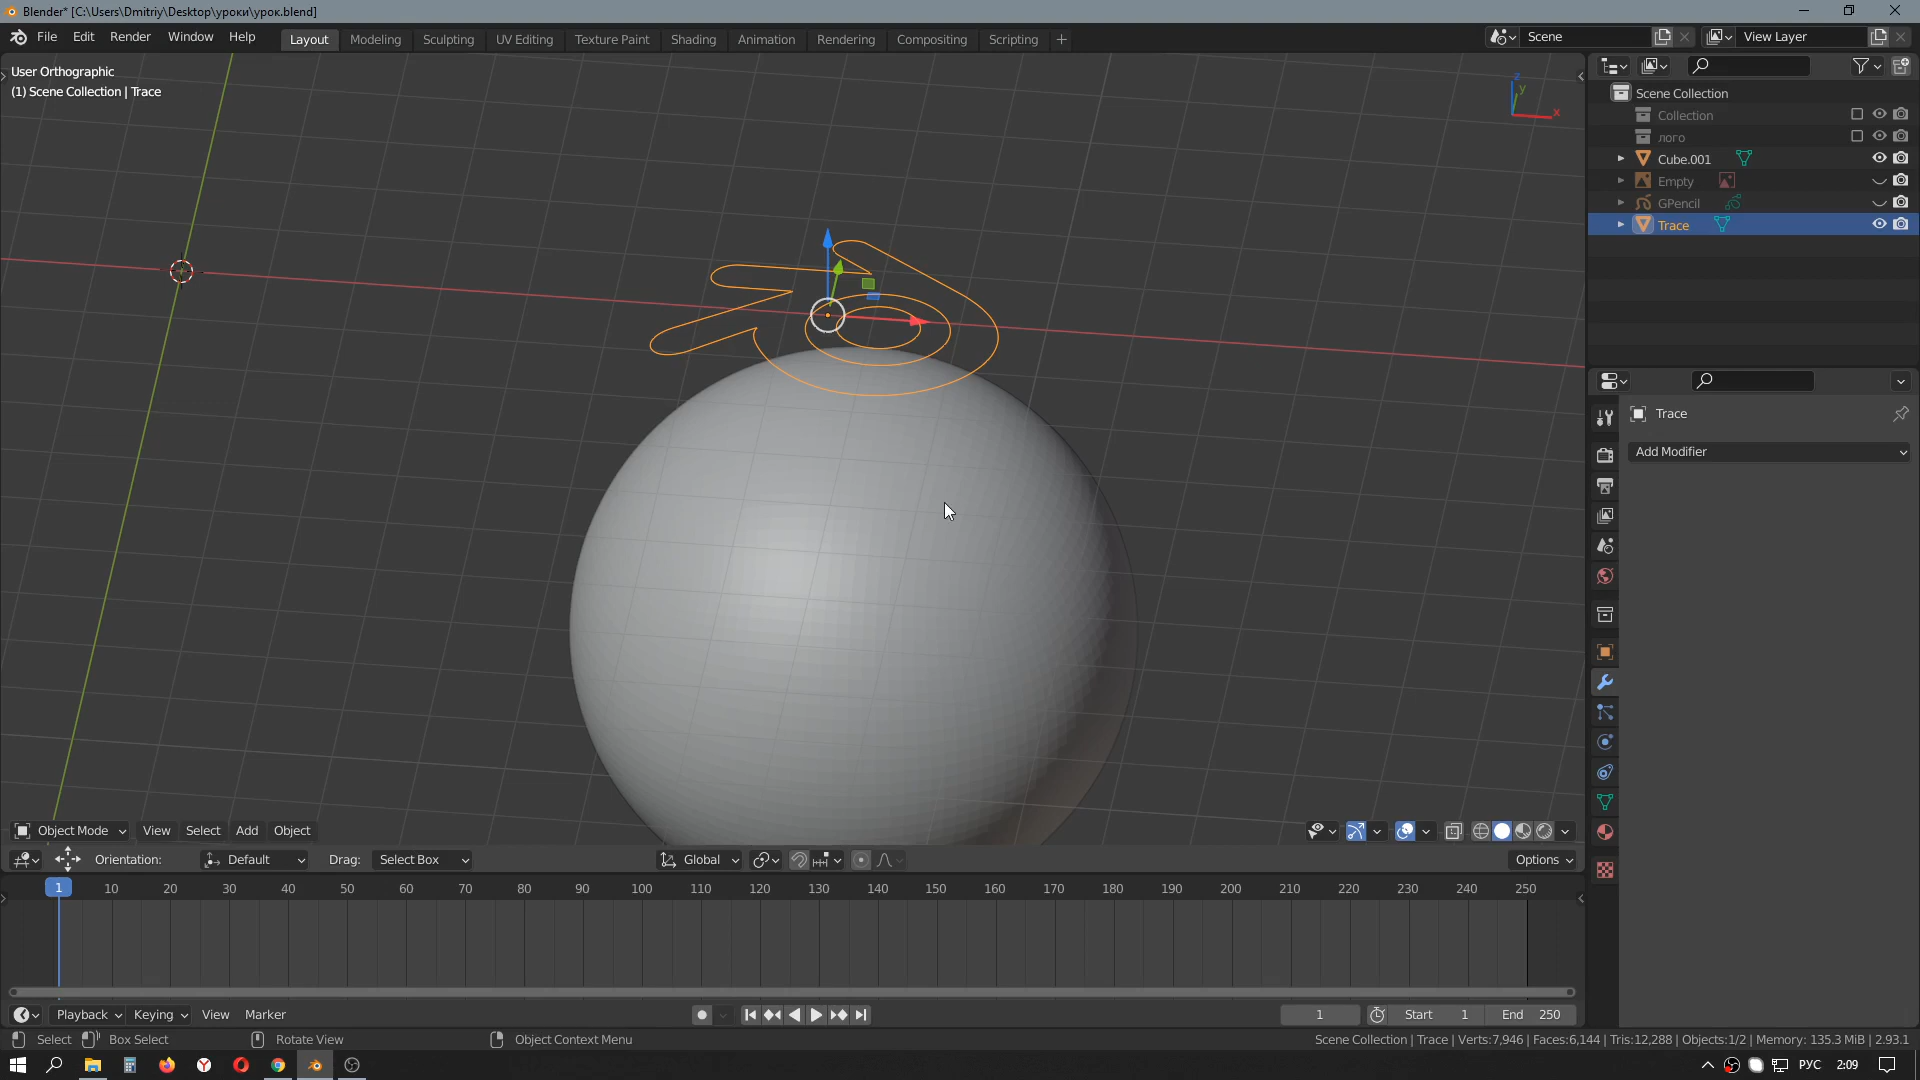 Blender* [C:\Users\Dmitriy\Desktop\уроки\урок.blend]
File Edit Render Window Help Layout Modeling Sculpting UV Editing Texture Paint Shading Animation Rendering Compositing Scripting + Scene View Layer
User Orthographic
(1) Scene Collection | Trace
z
y
x
Scene Collection
Collection
лого
Cube.001
Empty
GPencil
Trace
Trace
Add Modifier
Object Mode View Select Add Object
Orientation: Default Drag: Select Box Global Options
1 10 20 30 40 50 60 70 80 90 100 110 120 130 140 150 160 170 180 190 200 210 220 230 240 250
Playback Keying View Marker 1 Start 1 End 250
Select Box Select Rotate View Object Context Menu Scene Collection | Trace | Verts:7,946 | Faces:6,144 | Tris:12,288 | Objects:1/2 | Memory: 135.3 MiB | 2.93.1
РУС 2:09